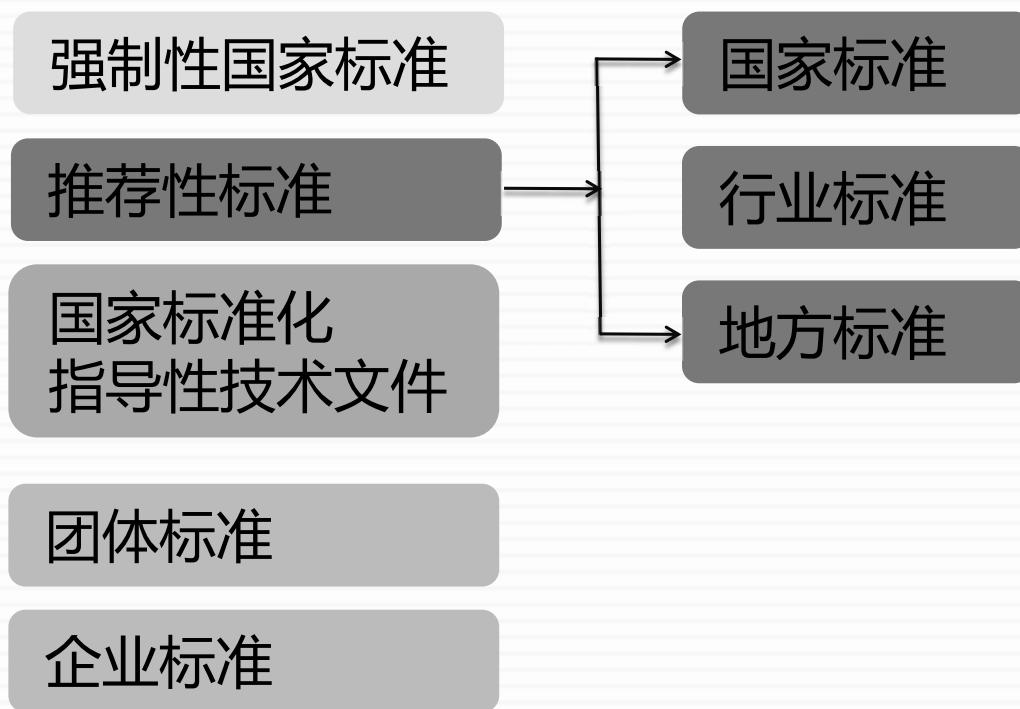 强制性国家标准
推荐性标准
国家标准化
指导性技术文件
团体标准
企业标准
国家标准
行业标准
地方标准